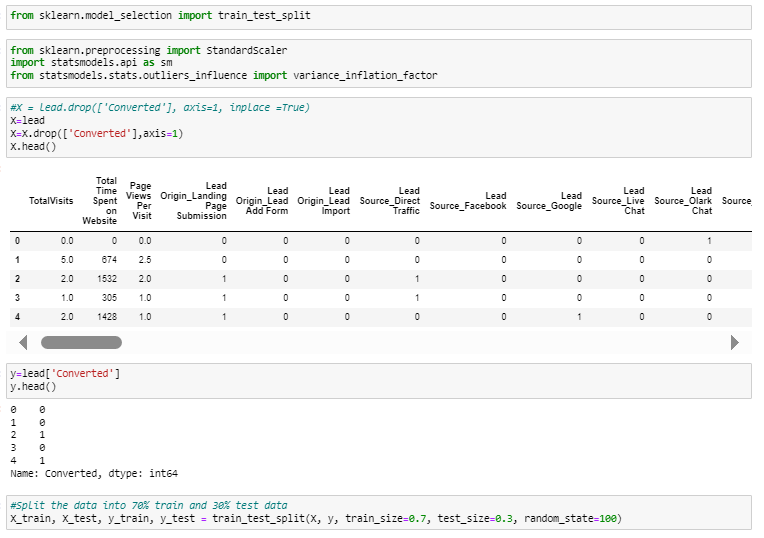 from sklearn.model_selection import train_test_split
from sklearn.preprocessing import StandardScaler
import statsmodels.api as sm
from statsmodels.stats.outliers_influence import variance_inflation_factor
#X = lead.drop(['Converted'], axis=1, inplace =True)
X=lead
X=X.drop(['Converted'],axis=1)
X.head()
TotalVisits Total Time Spent on Website Page Views Per Visit Lead Origin_Landing Page Submission Lead Origin_Lead Add Form Lead Origin_Lead Import Lead Source_Direct Traffic Lead Source_Facebook Lead Source_Google Lead Source_Live Chat Lead Source_Olark Chat Source_
0 0.0 0 0.0 0 0 0 0 0 0 0 1
1 5.0 674 2.5 0 0 0 0 0 0 0 0
2 2.0 1532 2.0 1 0 0 1 0 0 0 0
3 1.0 305 1.0 1 0 0 1 0 0 0 0
4 2.0 1428 1.0 1 0 0 0 0 1 0 0
y=lead['Converted']
y.head()
0 0
1 0
2 1
3 0
4 1
Name: Converted, dtype: int64
#Split the data into 70% train and 30% test data
X_train, X_test, y_train, y_test = train_test_split(X, y, train_size=0.7, test_size=0.3, random_state=100)